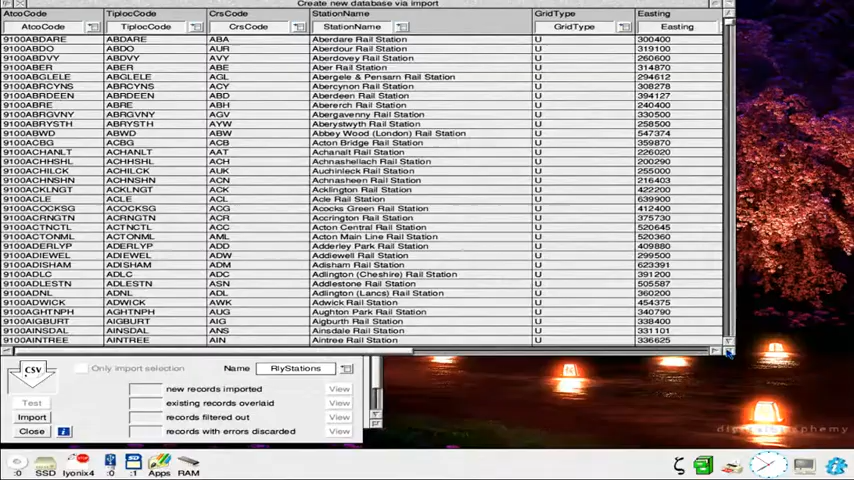 Create new database via import
AtcoCode TiplocCode CrsCode StationName GridType Easting
AtcoCode TiplocCode CrsCode StationName GridType Easting
9100ABDARE ABDARE ABA Aberdare Rail Station U 300400
9100ABDO ABDO AUR Aberdour Rail Station U 319100
9100ABDVY ABDVY AVY Aberdovey Rail Station U 260600
9100ABER ABER ABE Aber Rail Station U 314870
9100ABGLELE ABGLELE AGL Abergele & Pensarn Rail Station U 294612
9100ABRCYNS ABRCYNS ACY Abercynon Rail Station U 308278
9100ABRDEEN ABRDEEN ABD Aberdeen Rail Station U 394127
9100ABRE ABRE ABH Abererch Rail Station U 240400
9100ABRGVNY ABRGVNY AGV Abergavenny Rail Station U 330500
9100ABRYSTH ABRYSTH AYW Aberystwyth Rail Station U 258500
9100ABWD ABWD ABW Abbey Wood (London) Rail Station U 547374
9100ACBG ACBG ACB Acton Bridge Rail Station U 359870
9100ACHANLT ACHANLT AAT Achanalt Rail Station U 226020
9100ACHHSHL ACHHSHL ACH Achnashellach Rail Station U 200290
9100ACHILCK ACHILCK AUK Auchinleck Rail Station U 255000
9100ACHNSHN ACHNSHN ACN Achnasheen Rail Station U 216403
9100ACKLNGT ACKLNGT ACK Acklington Rail Station U 422200
9100ACLE ACLE ACL Acle Rail Station U 639900
9100ACOCKSG ACOCKSG ACG Acocks Green Rail Station U 412400
9100ACRNGTN ACRNGTN ACR Accrington Rail Station U 375730
9100ACTNCTL ACTNCTL ACC Acton Central Rail Station U 520645
9100ACTONML ACTONML AML Acton Main Line Rail Station U 520360
9100ADERLYP ADERLYP ADD Adderley Park Rail Station U 409880
9100ADIEWEL ADIEWEL ADW Addiewell Rail Station U 299500
9100ADISHAM ADISHAM ADM Adisham Rail Station U 623391
9100ADLC ADLC ADC Adlington (Cheshire) Rail Station U 391200
9100ADLESTN ADLESTN ASN Addlestone Rail Station U 505587
9100ADNL ADNL ADL Adlington (Lancs) Rail Station U 360200
9100ADWICK ADWICK AWK Adwick Rail Station U 454375
9100AGHTNPH AGHTNPH AUG Aughton Park Rail Station U 340790
9100AIGBURT AIGBURT AIG Aigburth Rail Station U 338400
9100AINSDAL AINSDAL ANS Ainsdale Rail Station U 331101
9100AINTREE AINTREE AIN Aintree Rail Station U 336625
CSV Only import selection Name RlyStations
new records imported View
Test existing records overlaid View
Import records filtered out View
Close records with errors discarded View
:0 SSD Iyonix4 :0 :1 Apps RAM